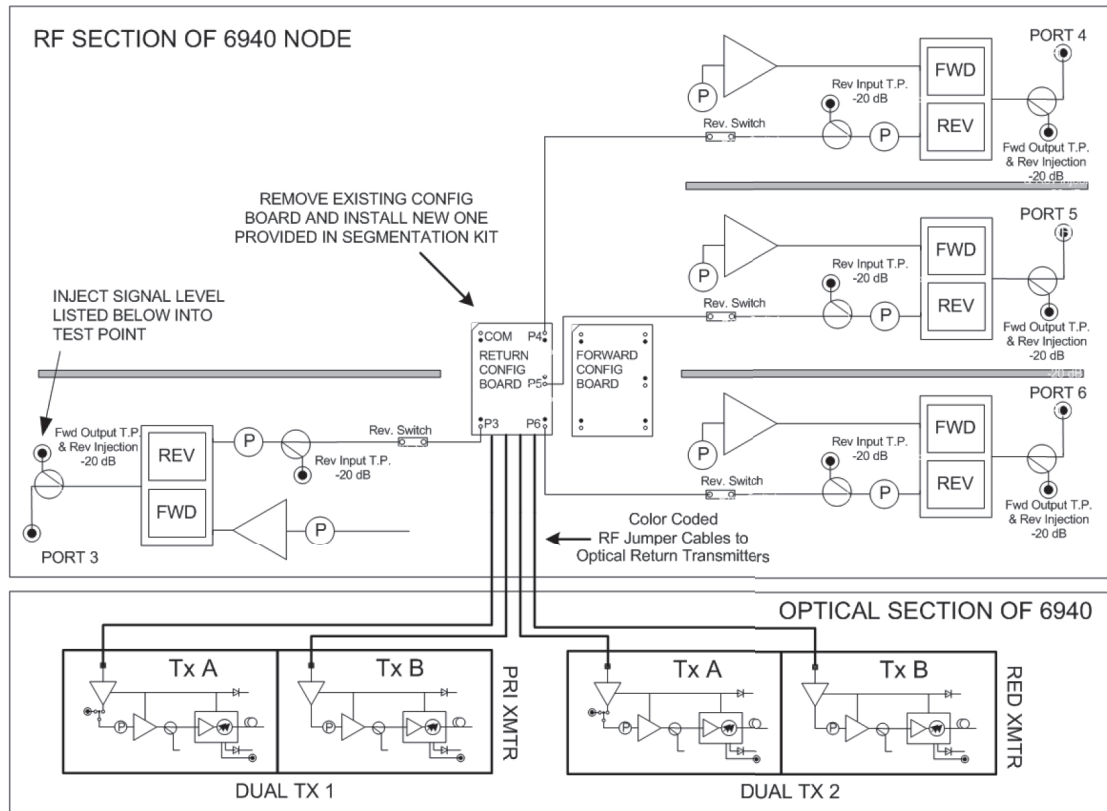 RF SECTION OF 6940 NODE
PORT 4
FWD
REV
P
Rev Input T.P.
-20 dB
P
Rev. Switch
Fwd Output T.P.
& Rev Injection
-20 dB
REMOVE EXISTING CONFIG
BOARD AND INSTALL NEW ONE
PROVIDED IN SEGMENTATION KIT
PORT 5
FWD
REV
P
Rev Input T.P.
-20 dB
P
Rev. Switch
Fwd Output T.P.
& Rev Injection
-20 dB
-20 dB
INJECT SIGNAL LEVEL
LISTED BELOW INTO
TEST POINT
COM
P4
RETURN
CONFIG
BOARD
P5
P3
P6
FORWARD
CONFIG
BOARD
PORT 6
FWD
REV
P
Rev Input T.P.
-20 dB
P
Rev. Switch
Fwd Output T.P.
& Rev Injection
-20 dB
Fwd Output T.P.
& Rev Injection
-20 dB
REV
FWD
P
Rev. Switch
Rev Input T.P.
-20 dB
P
PORT 3
Color Coded
RF Jumper Cables to
Optical Return Transmitters
OPTICAL SECTION OF 6940
Tx A
P
Tx B
P
PRI XMTR
DUAL TX 1
Tx A
P
Tx B
P
RED XMTR
DUAL TX 2